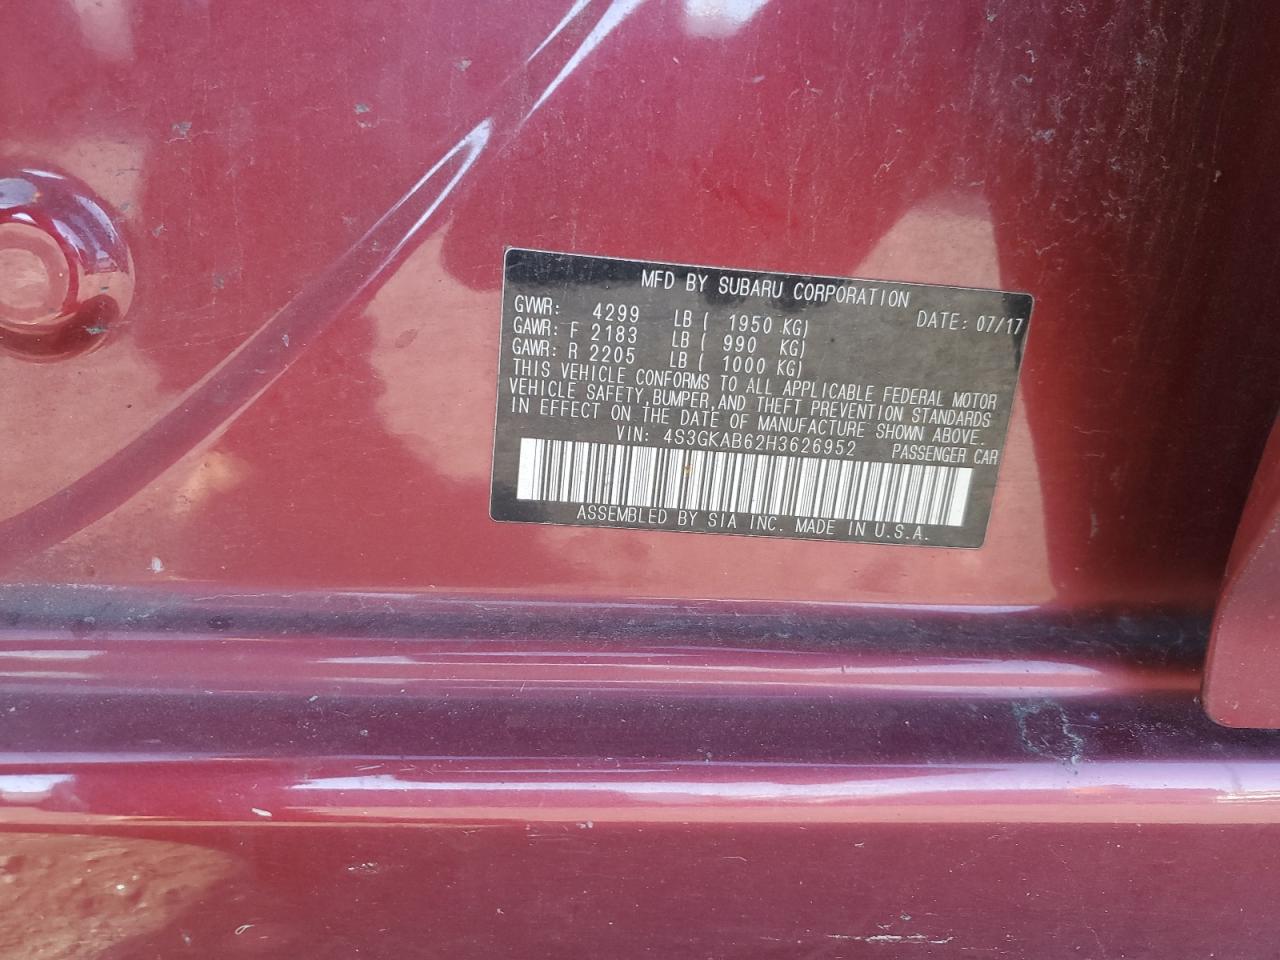 MFD BY SUBARU CORPORATION
GVWR: 4299 LB ( 1950 KG) DATE: 07/17
GAWR: F 2183 LB ( 990 KG)
GAWR: R 2205 LB ( 1000 KG)
THIS VEHICLE CONFORMS TO ALL APPLICABLE FEDERAL MOTOR
VEHICLE SAFETY,BUMPER,AND THEFT PREVENTION STANDARDS
IN EFFECT ON THE DATE OF MANUFACTURE SHOWN ABOVE.
VIN: 4S3GKAB62H3626952 PASSENGER CAR
ASSEMBLED BY SIA INC. MADE IN U.S.A.